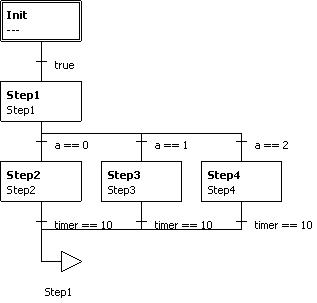 Init
---
true
Step1
Step1
a == 0 a == 1 a == 2
Step2 Step3 Step4
Step2 Step3 Step4
timer == 10 timer == 10 timer == 10
Step1